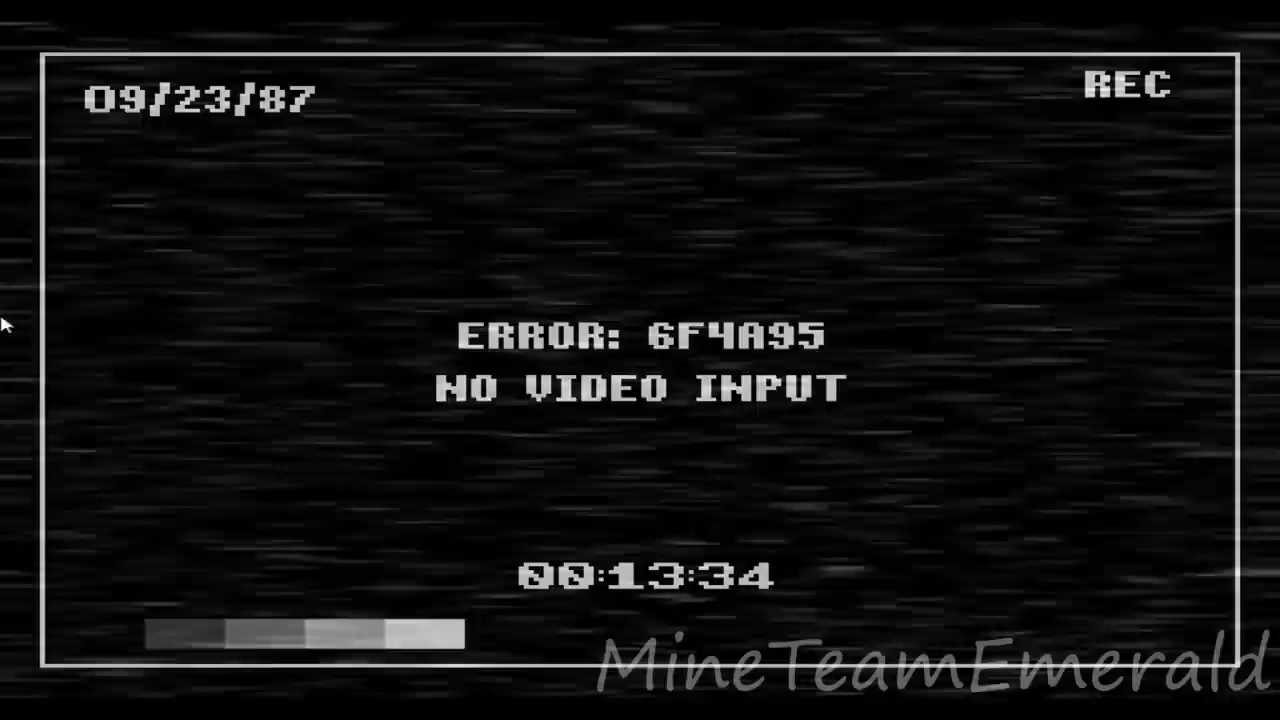 09/23/87
REC
ERROR: 6F4A95
NO VIDEO INPUT
00:13:34
MineTeamEmerald